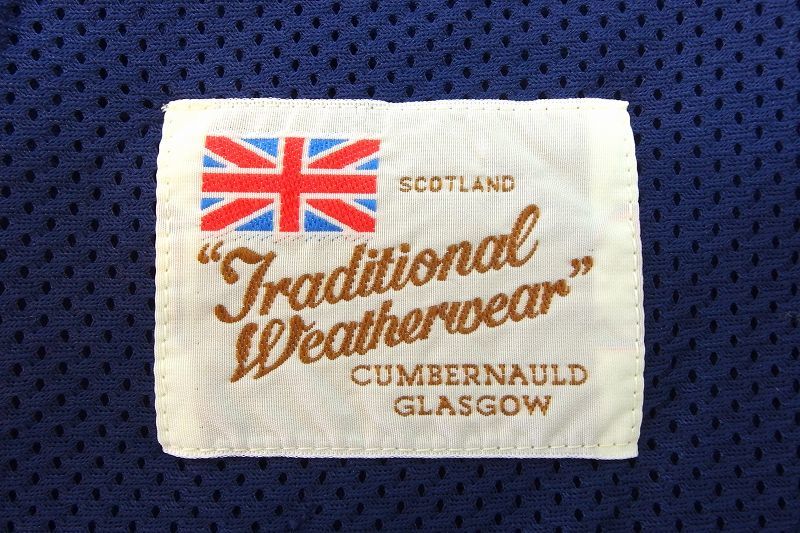 SCOTLAND
"Traditional
Weatherwear"
CUMBERNAULD
GLASGOW